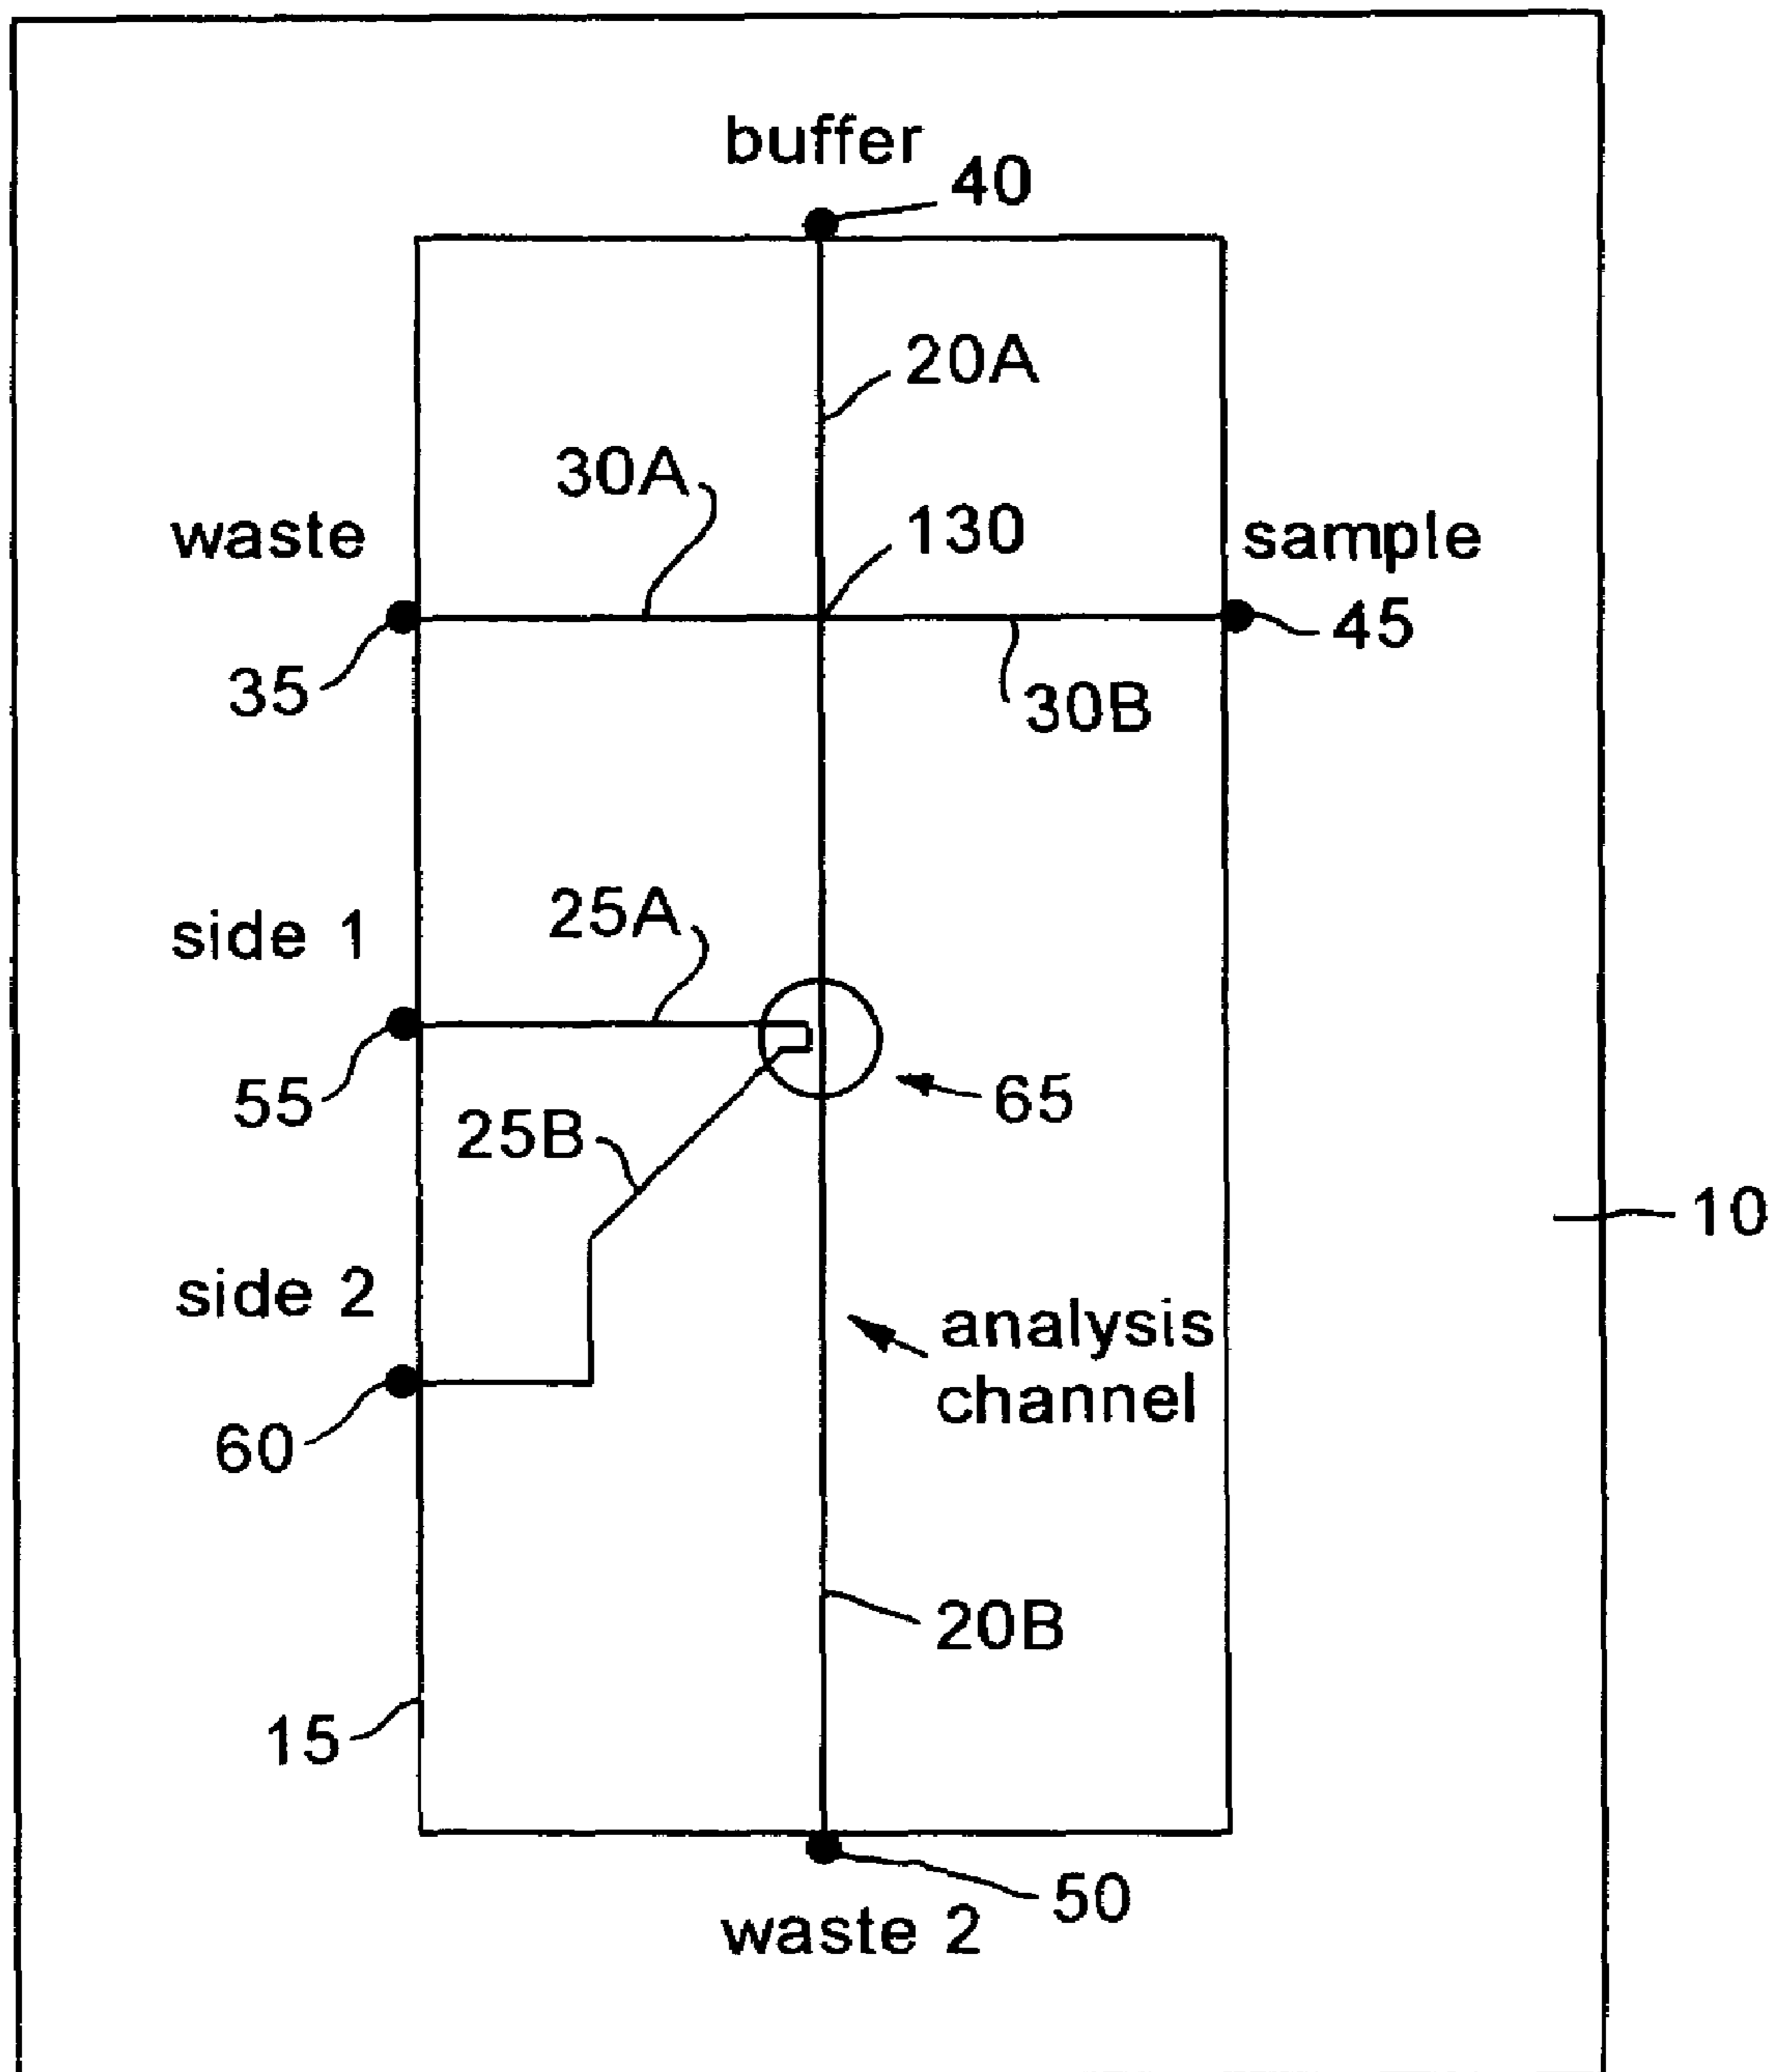 buffer
40
20A
30A
130
waste
sample
35
45
30B
25A
side 1
55
65
25B
10
side 2
analysis
channel
60
20B
15
50
waste 2